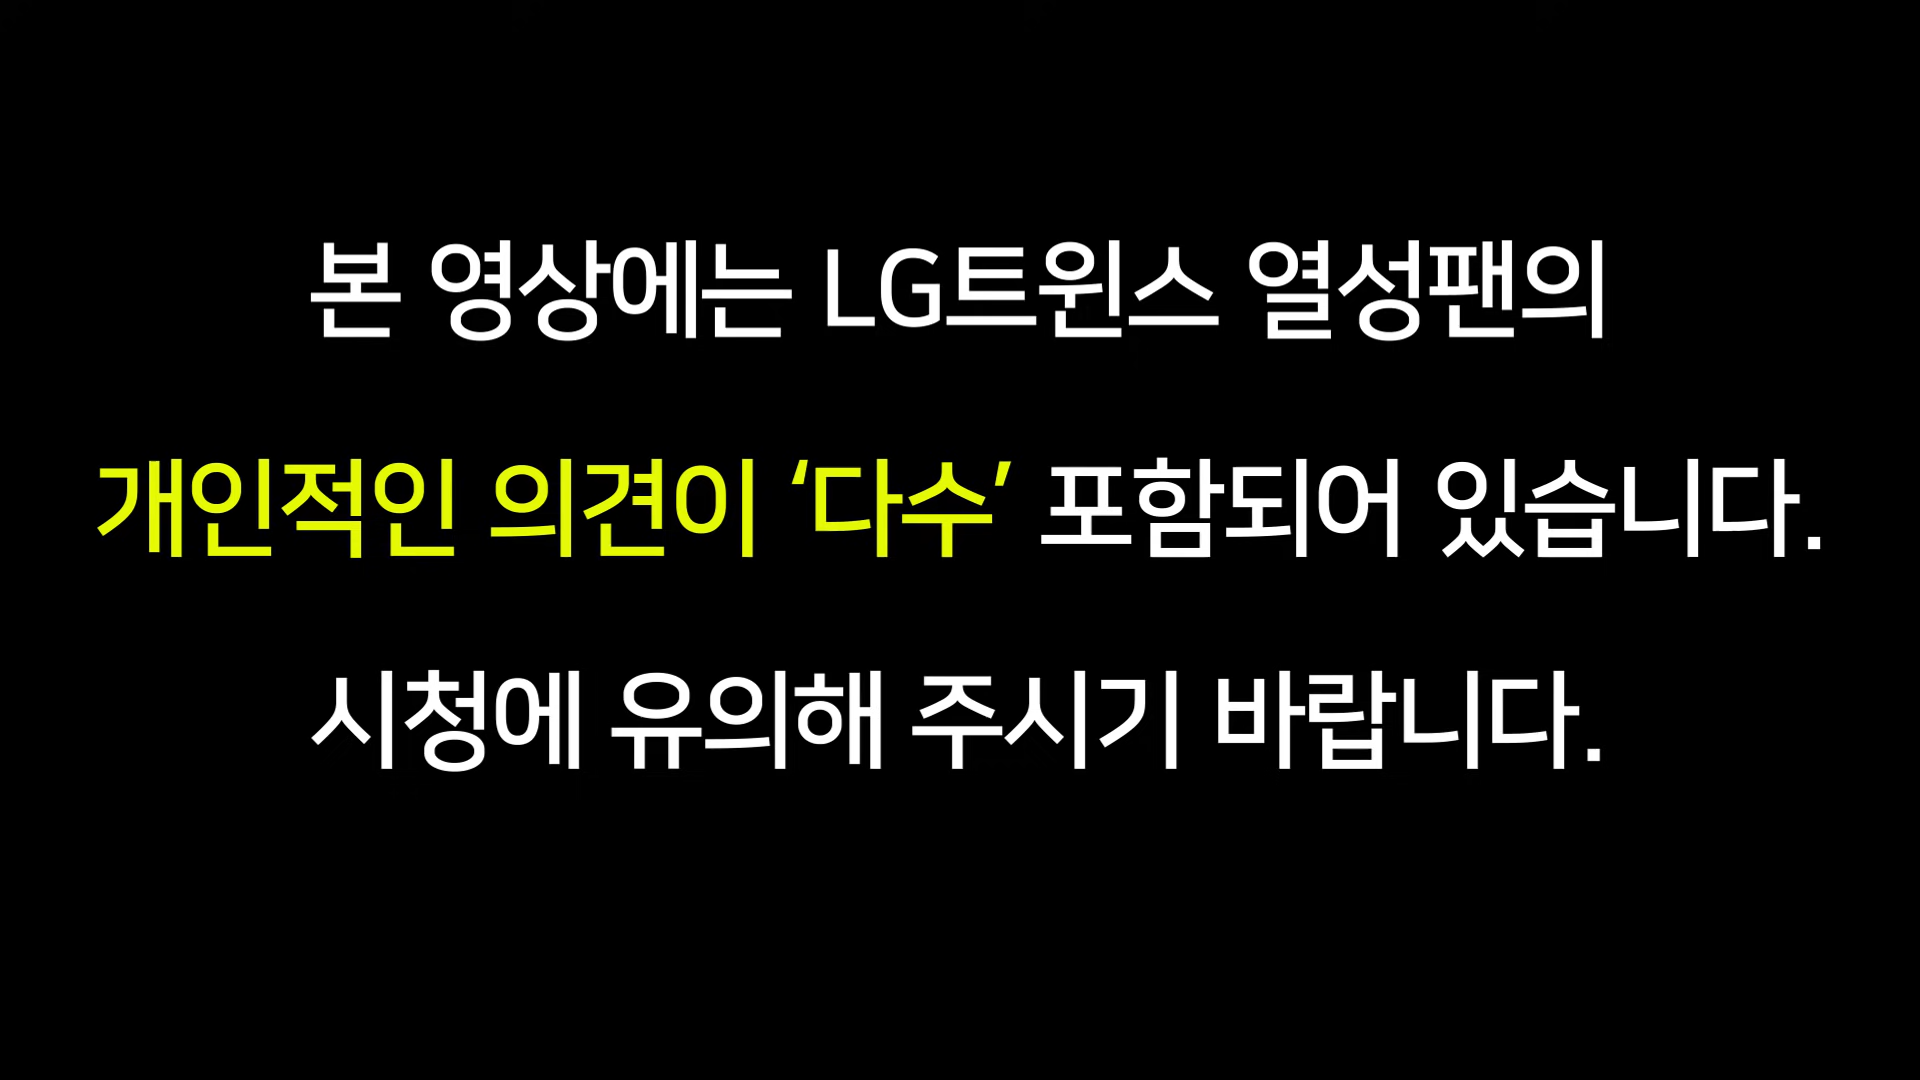 본 영상에는 LG트윈스 열성팬의
개인적인 의견이 ‘다수’ 포함되어 있습니다.
시청에 유의해 주시기 바랍니다.